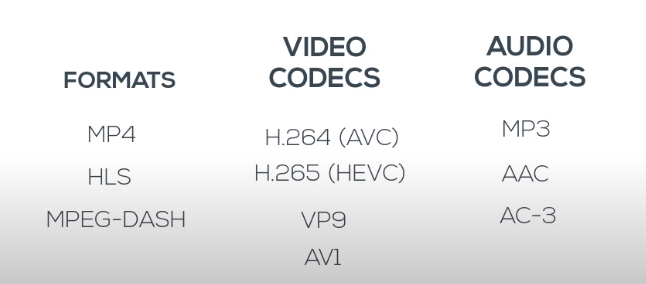 FORMATS
MP4
HLS
MPEG-DASH
VIDEO
CODECS
H.264 (AVC)
H.265 (HEVC)
VP9
AV1
AUDIO
CODECS
MP3
AAC
AC-3